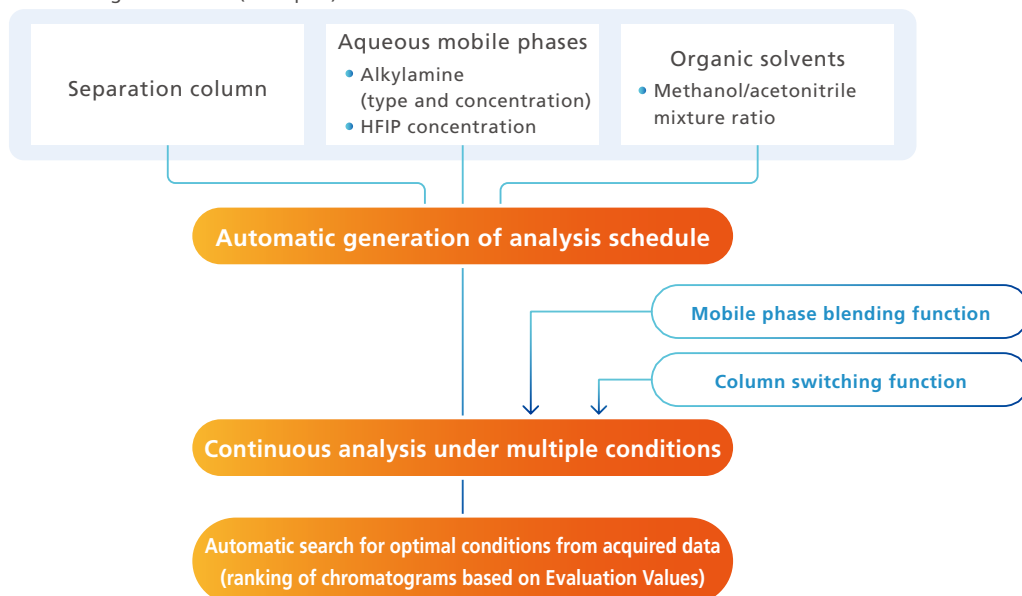 Separation column
Aqueous mobile phases
• Alkylamine
(type and concentration)
• HFIP concentration
Organic solvents
• Methanol/acetonitrile
mixture ratio
Automatic generation of analysis schedule
Mobile phase blending function
Column switching function
Continuous analysis under multiple conditions
Automatic search for optimal conditions from acquired data
(ranking of chromatograms based on Evaluation Values)